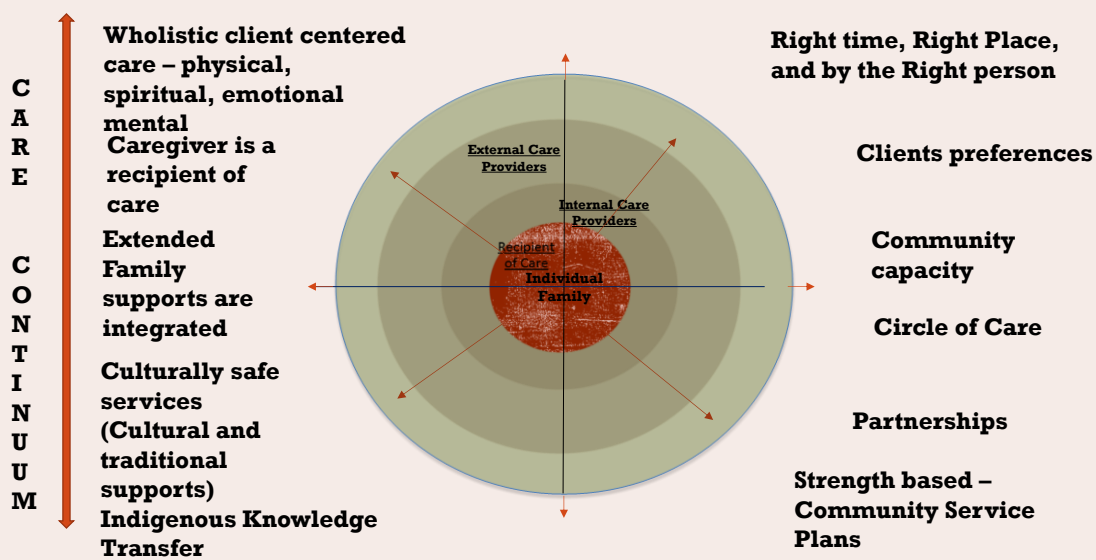 CARE CONTINUUM
Wholistic client centered
care – physical,
spiritual, emotional
mental
Caregiver is a
recipient of
care
Extended
Family
supports are
integrated
Culturally safe
services
(Cultural and
traditional
supports)
Indigenous Knowledge
Transfer
External Care
Providers
Internal Care
Providers
Recipient
of Care
Individual
Family
Right time, Right Place,
and by the Right person
Clients preferences
Community
capacity
Circle of Care
Partnerships
Strength based –
Community Service
Plans